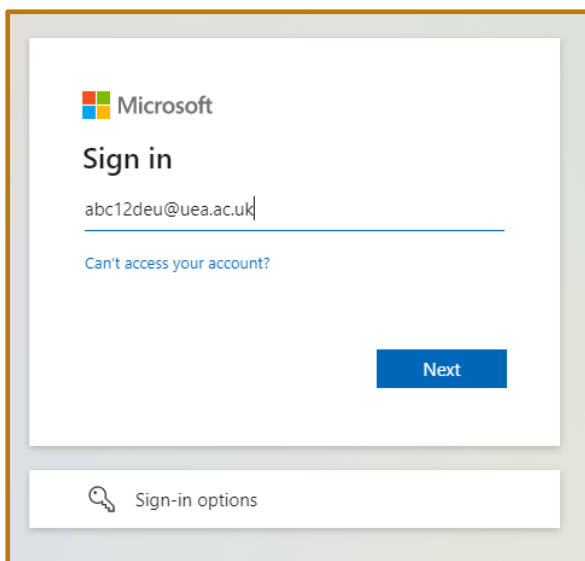 Microsoft
Sign in
abc12deu@uea.ac.uk
Can't access your account?
Next
Sign-in options